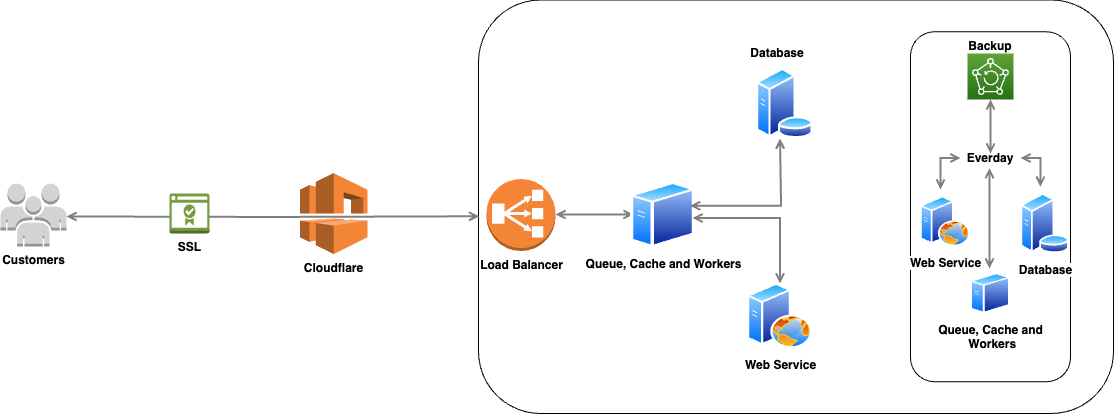 Customers
SSL
Cloudflare
Load Balancer
Queue, Cache and Workers
Database
Web Service
Backup
Everday
Web Service
Database
Queue, Cache and
Workers